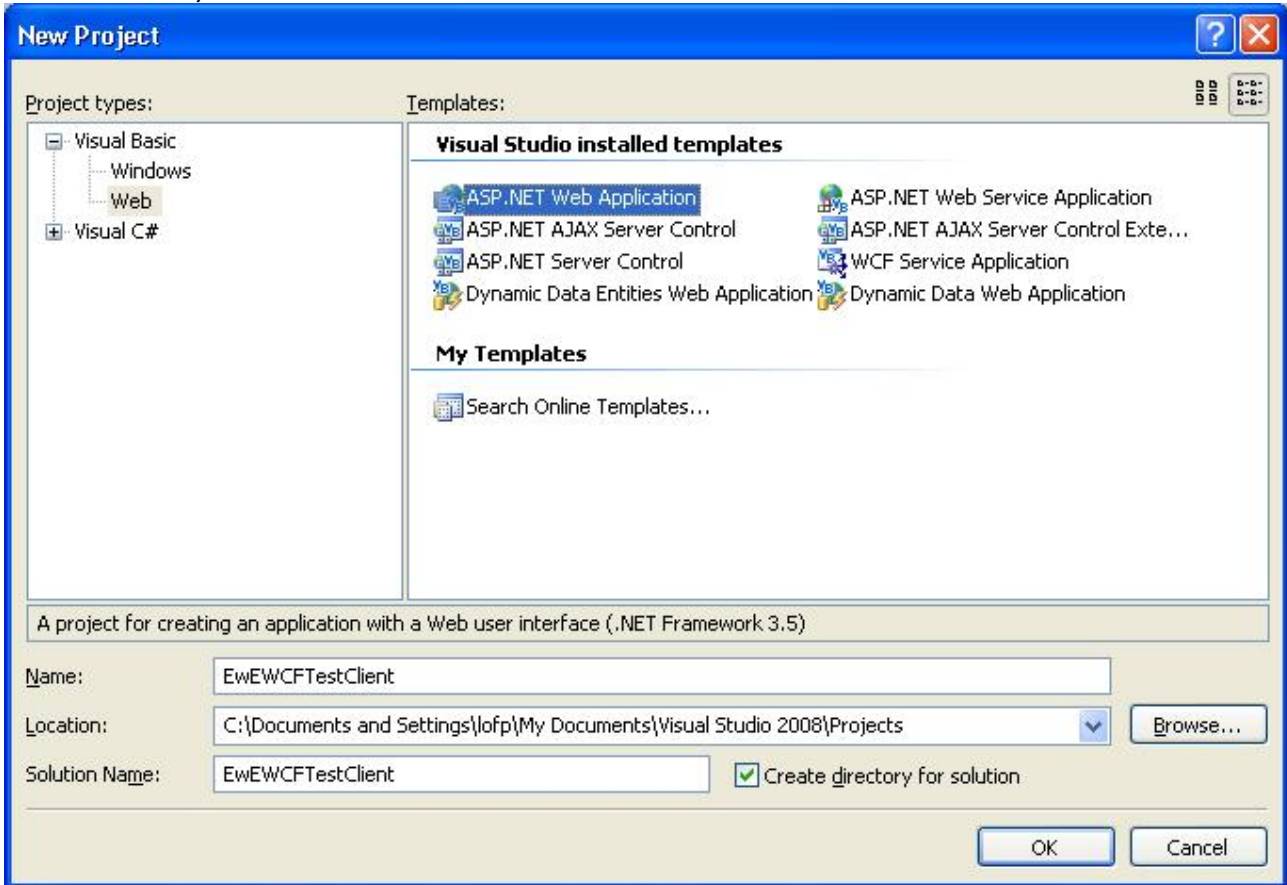 New Project
Project types:
Templates:
Visual Basic
Windows
Web
Visual C#
Visual Studio installed templates
ASP.NET Web Application
ASP.NET Web Service Application
ASP.NET AJAX Server Control
ASP.NET AJAX Server Control Exte...
ASP.NET Server Control
WCF Service Application
Dynamic Data Entities Web Application
Dynamic Data Web Application
My Templates
Search Online Templates...
A project for creating an application with a Web user interface (.NET Framework 3.5)
Name:
EwEWCFTestClient
Location:
C:\Documents and Settings\lofp\My Documents\Visual Studio 2008\Projects
Browse...
Solution Name:
EwEWCFTestClient
Create directory for solution
OK
Cancel